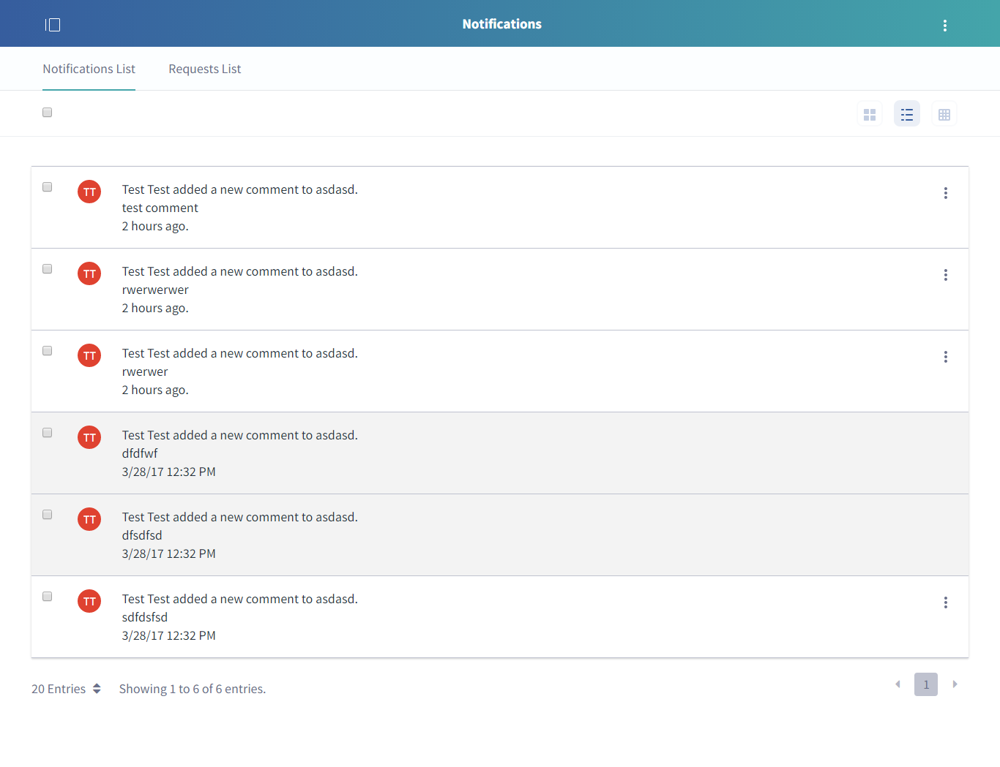 Notifications
Notifications List
Requests List
TT
Test Test added a new comment to asdasd.
test comment
2 hours ago.
TT
Test Test added a new comment to asdasd.
rwerwerwer
2 hours ago.
TT
Test Test added a new comment to asdasd.
rwerwer
2 hours ago.
TT
Test Test added a new comment to asdasd.
dfdfwf
3/28/17 12:32 PM
TT
Test Test added a new comment to asdasd.
dfsdfsd
3/28/17 12:32 PM
TT
Test Test added a new comment to asdasd.
sdfdsfsd
3/28/17 12:32 PM
20 Entries
Showing 1 to 6 of 6 entries.
1